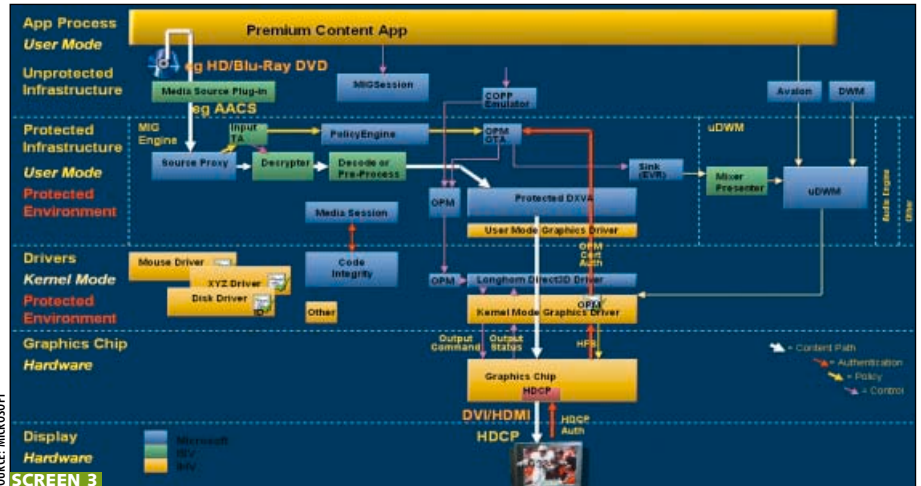 App Process
User Mode
Premium Content App
eg HD/Blu-Ray DVD
Unprotected
Infrastructure
Media Source Plug-in
eg AACS
MIGSession
COPP
Emulator
Avalon
DWM
Protected
Infrastructure
User Mode
Protected
Environment
MIG
Engine
Input
TA
PolicyEngine
OPM
OTA
uDWM
Source Proxy
Decrypter
Decode or
Pre-Process
Sink
(EVR)
Mixer
Presenter
uDWM
Audio Engine
Other
OPM
Protected DXVA
Media Session
User Mode Graphics Driver
OPM
Cert
Auth
Drivers
Kernel Mode
Protected
Environment
Mouse Driver
XYZ Driver
Disk Driver
ID
Code
Integrity
Other
OPM
Longhorn Direct3D Driver
OPM
Kernel Mode Graphics Driver
Graphics Chip
Hardware
Output
Command
Output
Status
HFS
Graphics Chip
HDCP
= Content Path
= Authentication
= Policy
= Control
DVI/HDMI
HDCP
HDCP
Auth
Display
Hardware
Microsoft
ISV
IHV
SOURCE: MICROSOFT
SCREEN 3